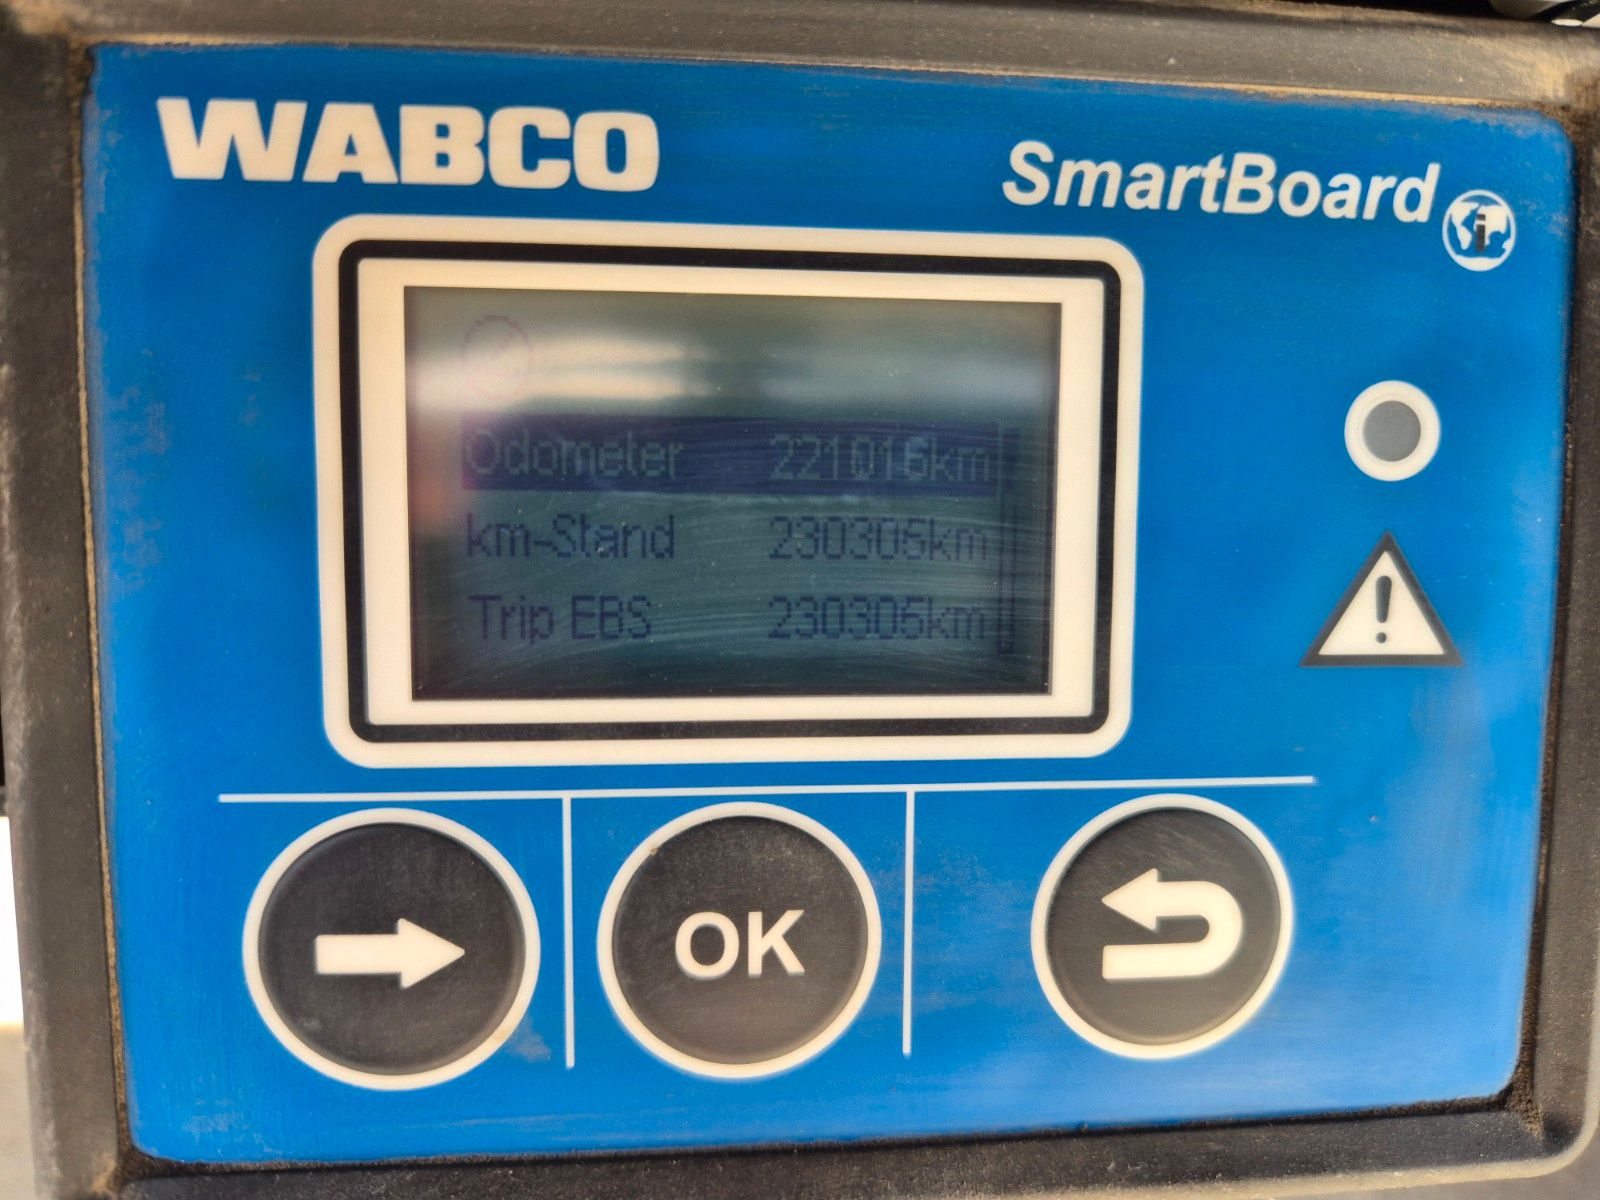 WABCO
SmartBoard
Odometer 221016km
km-Stand 230305km
Trip EBS 230305km
OK